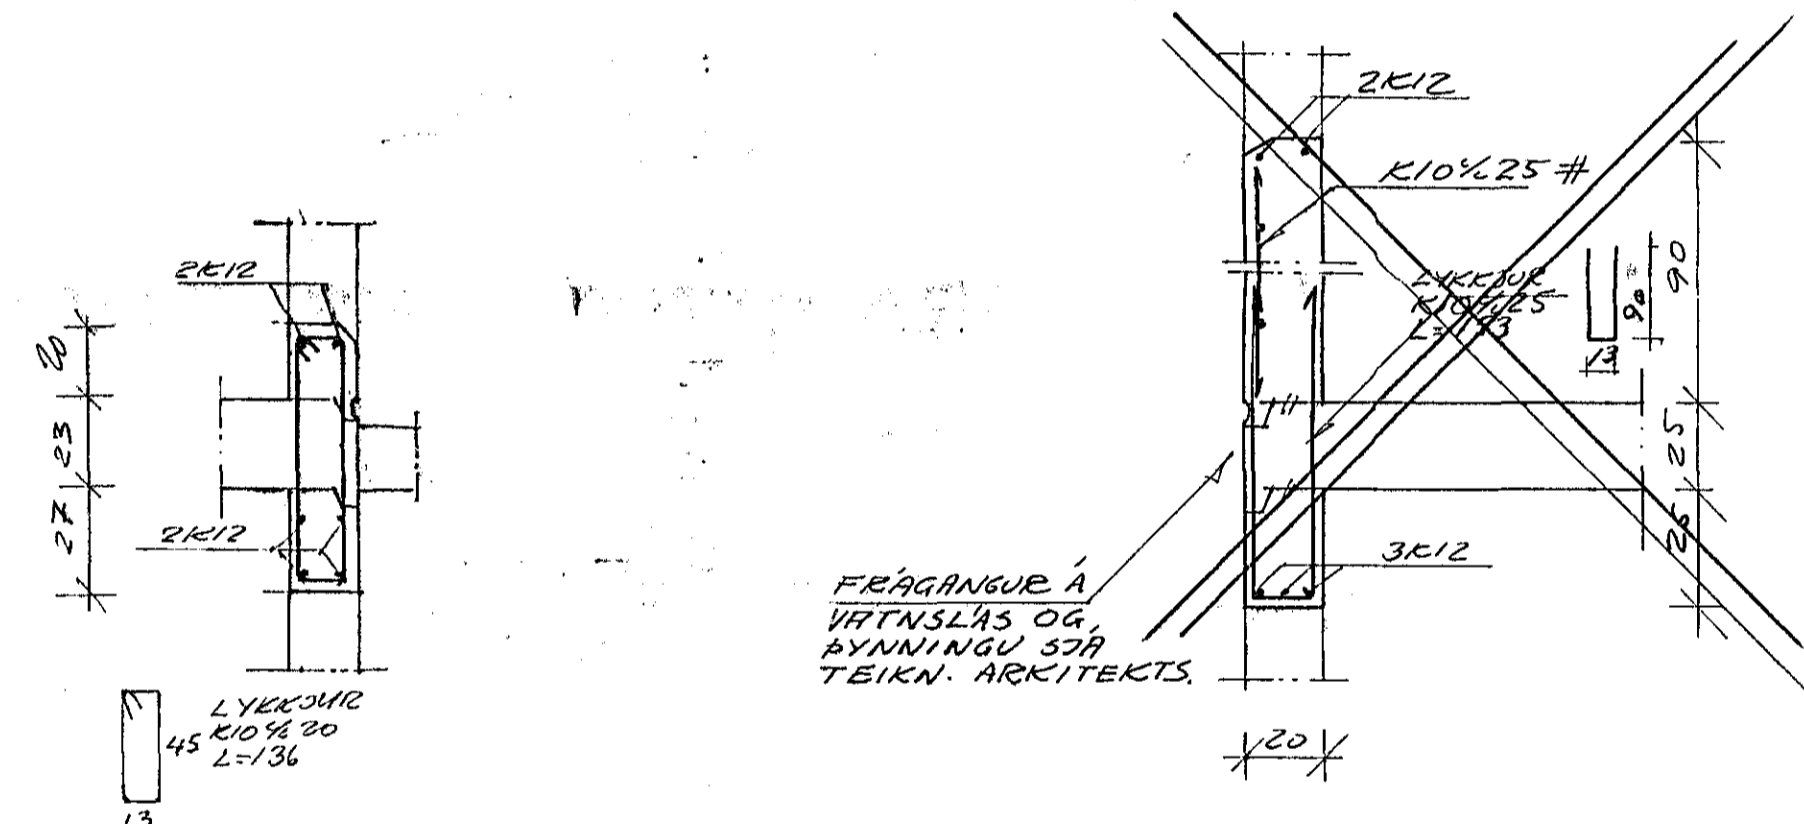 2K12
20
23
27
2K12
LYKKJUR
K10 c/c 20
L=136
45
13
2K12
K10 c/c 25 #
LYKKJUR
K10 c/c 25
90
90
13
25
25
3K12
FRÁGANGUR Á
VATNSLÁS OG
ÞYNNINGU SJÁ
TEIKN. ARKITEKTS.
20